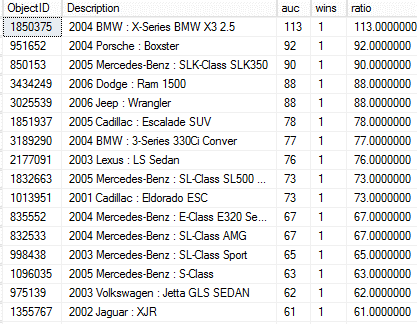 ObjectID Description auc wins ratio
1850375 2004 BMW : X-Series BMW X3 2.5 113 1 113.0000000
951652 2004 Porsche : Boxster 92 1 92.0000000
850153 2005 Mercedes-Benz : SLK-Class SLK350 90 1 90.0000000
3434249 2006 Dodge : Ram 1500 88 1 88.0000000
3025539 2006 Jeep : Wrangler 88 1 88.0000000
1851937 2005 Cadillac : Escalade SUV 78 1 78.0000000
3189290 2004 BMW : 3-Series 330Ci Conver 77 1 77.0000000
2177091 2003 Lexus : LS Sedan 76 1 76.0000000
1832663 2005 Mercedes-Benz : SL-Class SL500 ... 73 1 73.0000000
1013951 2001 Cadillac : Eldorado ESC 73 1 73.0000000
835552 2004 Mercedes-Benz : E-Class E320 Se... 67 1 67.0000000
832533 2004 Mercedes-Benz : SL-Class AMG 67 1 67.0000000
998438 2003 Mercedes-Benz : SL-Class Sport 65 1 65.0000000
1096035 2005 Mercedes-Benz : S-Class 63 1 63.0000000
975139 2003 Volkswagen : Jetta GLS SEDAN 62 1 62.0000000
1355767 2002 Jaguar : XJR 61 1 61.0000000